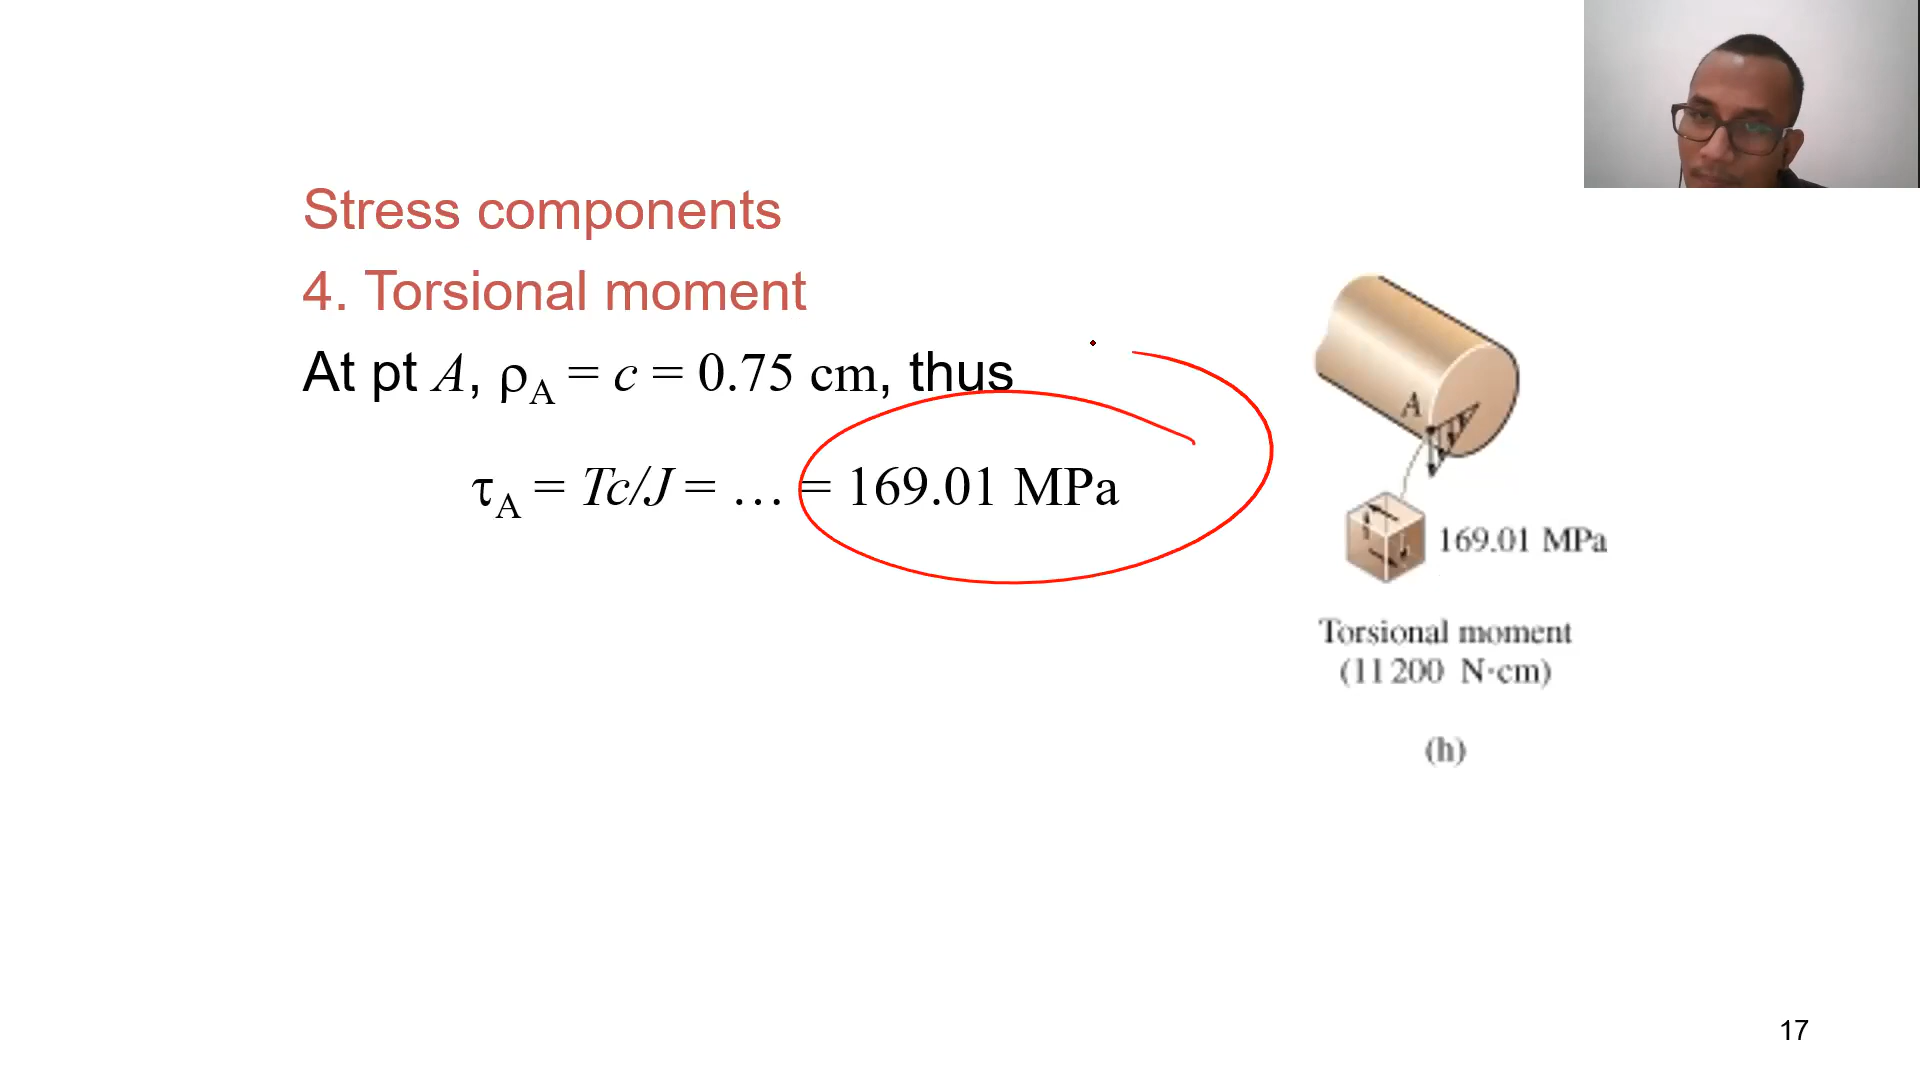 Stress components
4. Torsional moment
At pt A, ρA = c = 0.75 cm, thus
τA = Tc/J = … = 169.01 MPa
A
169.01 MPa
Torsional moment
(11 200 N·cm)
(h)
17